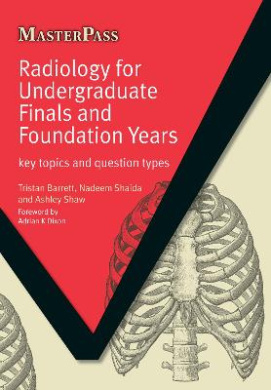 MASTERPASS
Radiology for
Undergraduate
Finals and
Foundation Years
key topics and question types
Tristan Barrett, Nadeem Shaida
and Ashley Shaw
Foreword by
Adrian K Dixon